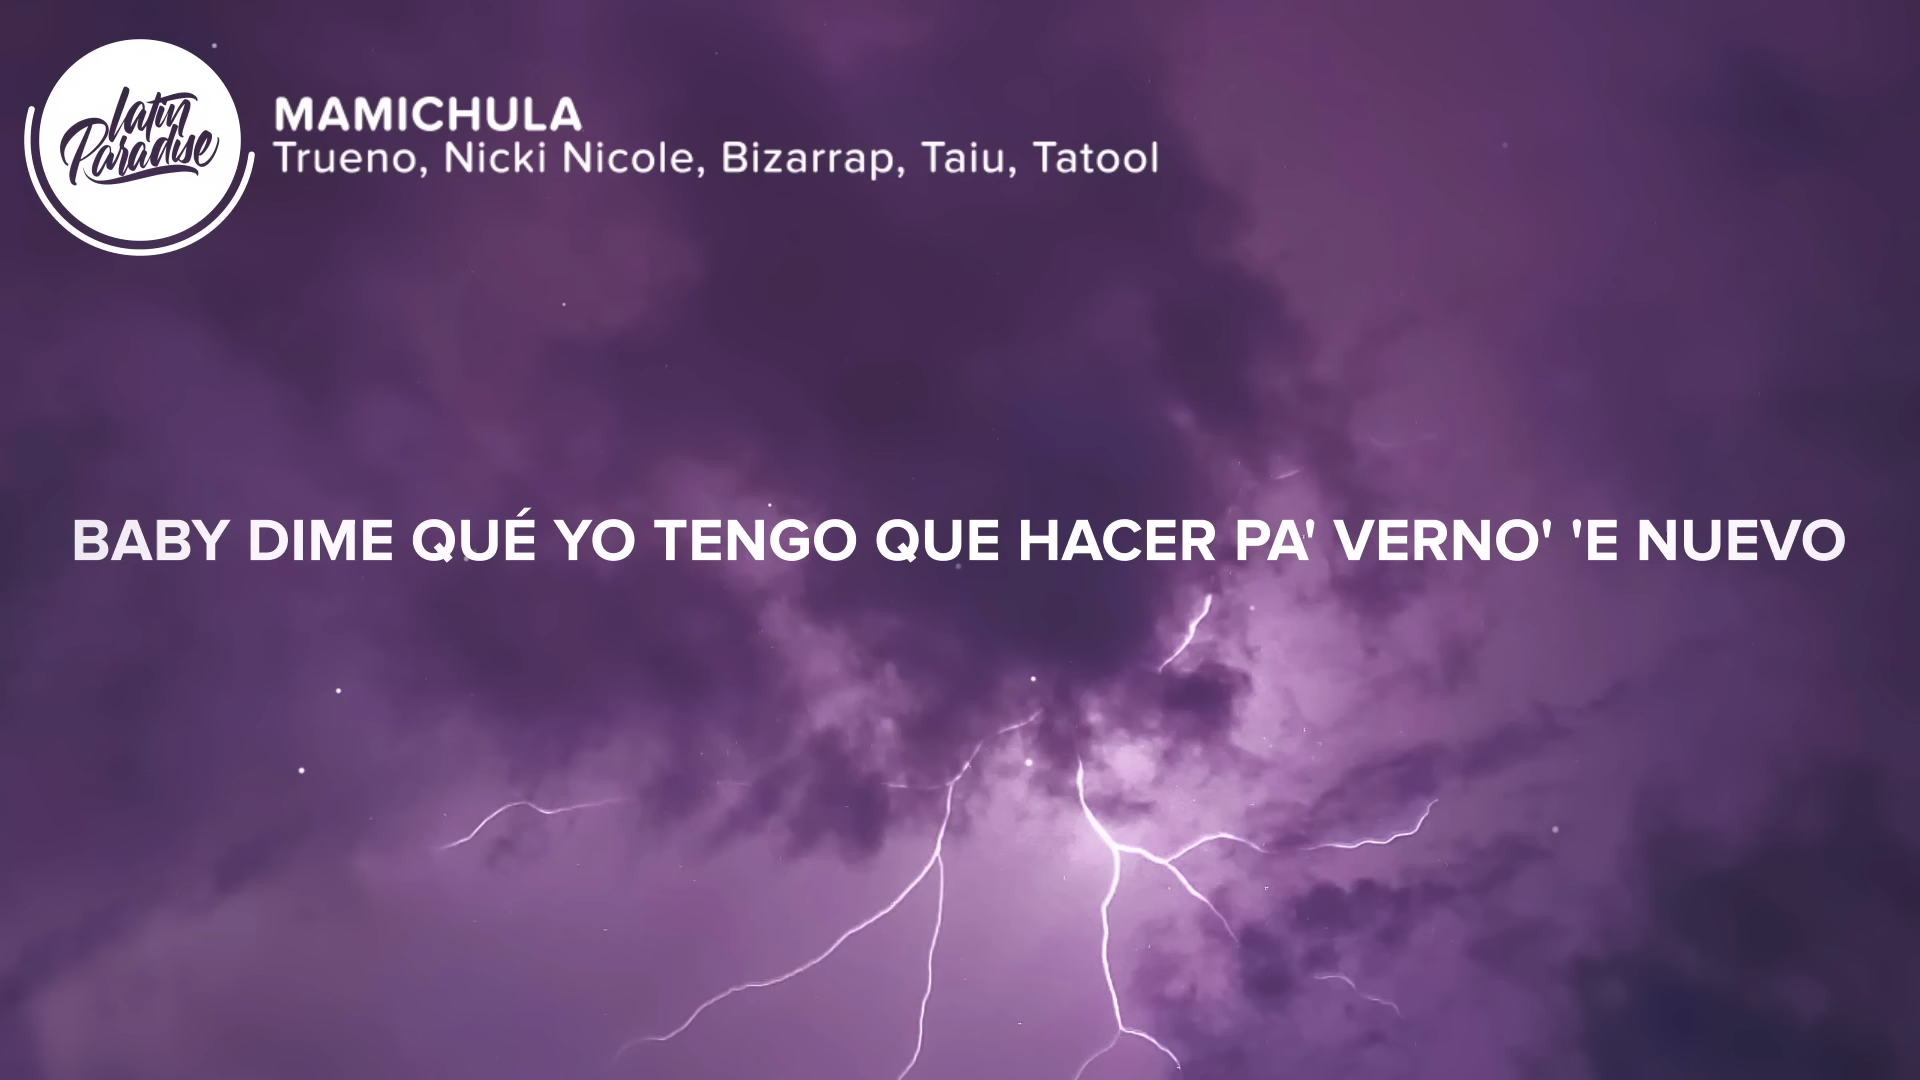 latin
Paradise
MAMICHULA
Trueno, Nicki Nicole, Bizarrap, Taiu, Tatool
BABY DIME QUÉ YO TENGO QUE HACER PA' VERNO' 'E NUEVO